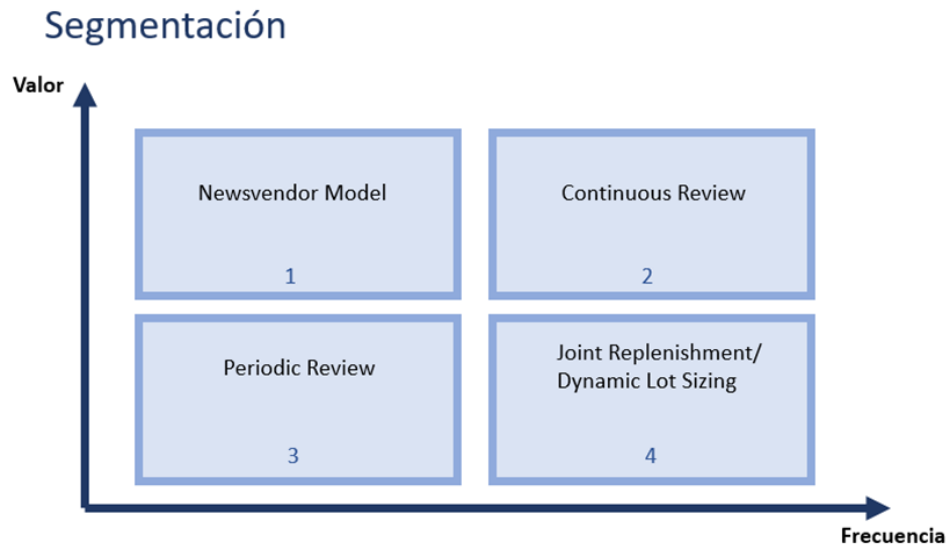 Segmentación
Valor
Newsvendor Model
1
Continuous Review
2
Periodic Review
3
Joint Replenishment/
Dynamic Lot Sizing
4
Frecuencia